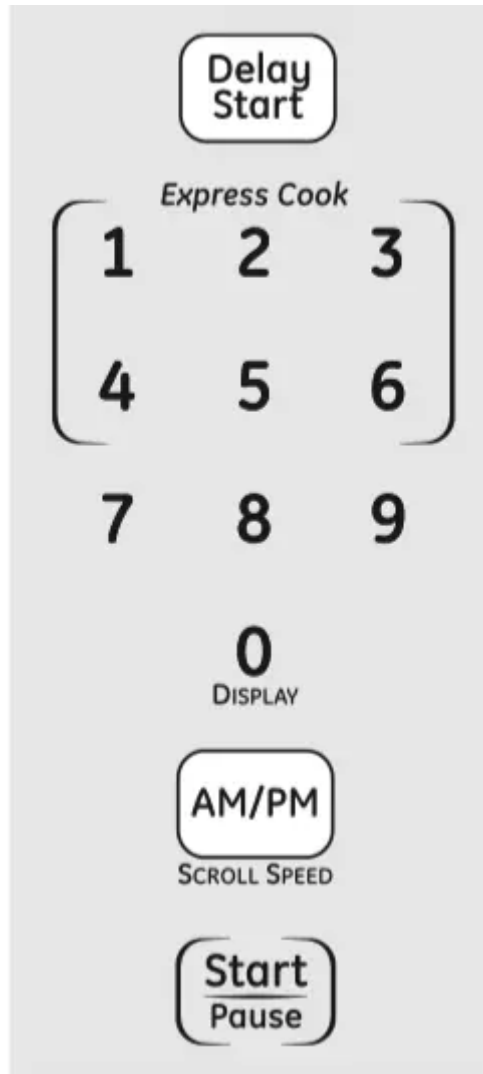 Delay
Start
Express Cook
1 2 3
4 5 6
7 8 9
0
DISPLAY
AM/PM
SCROLL SPEED
Start
Pause